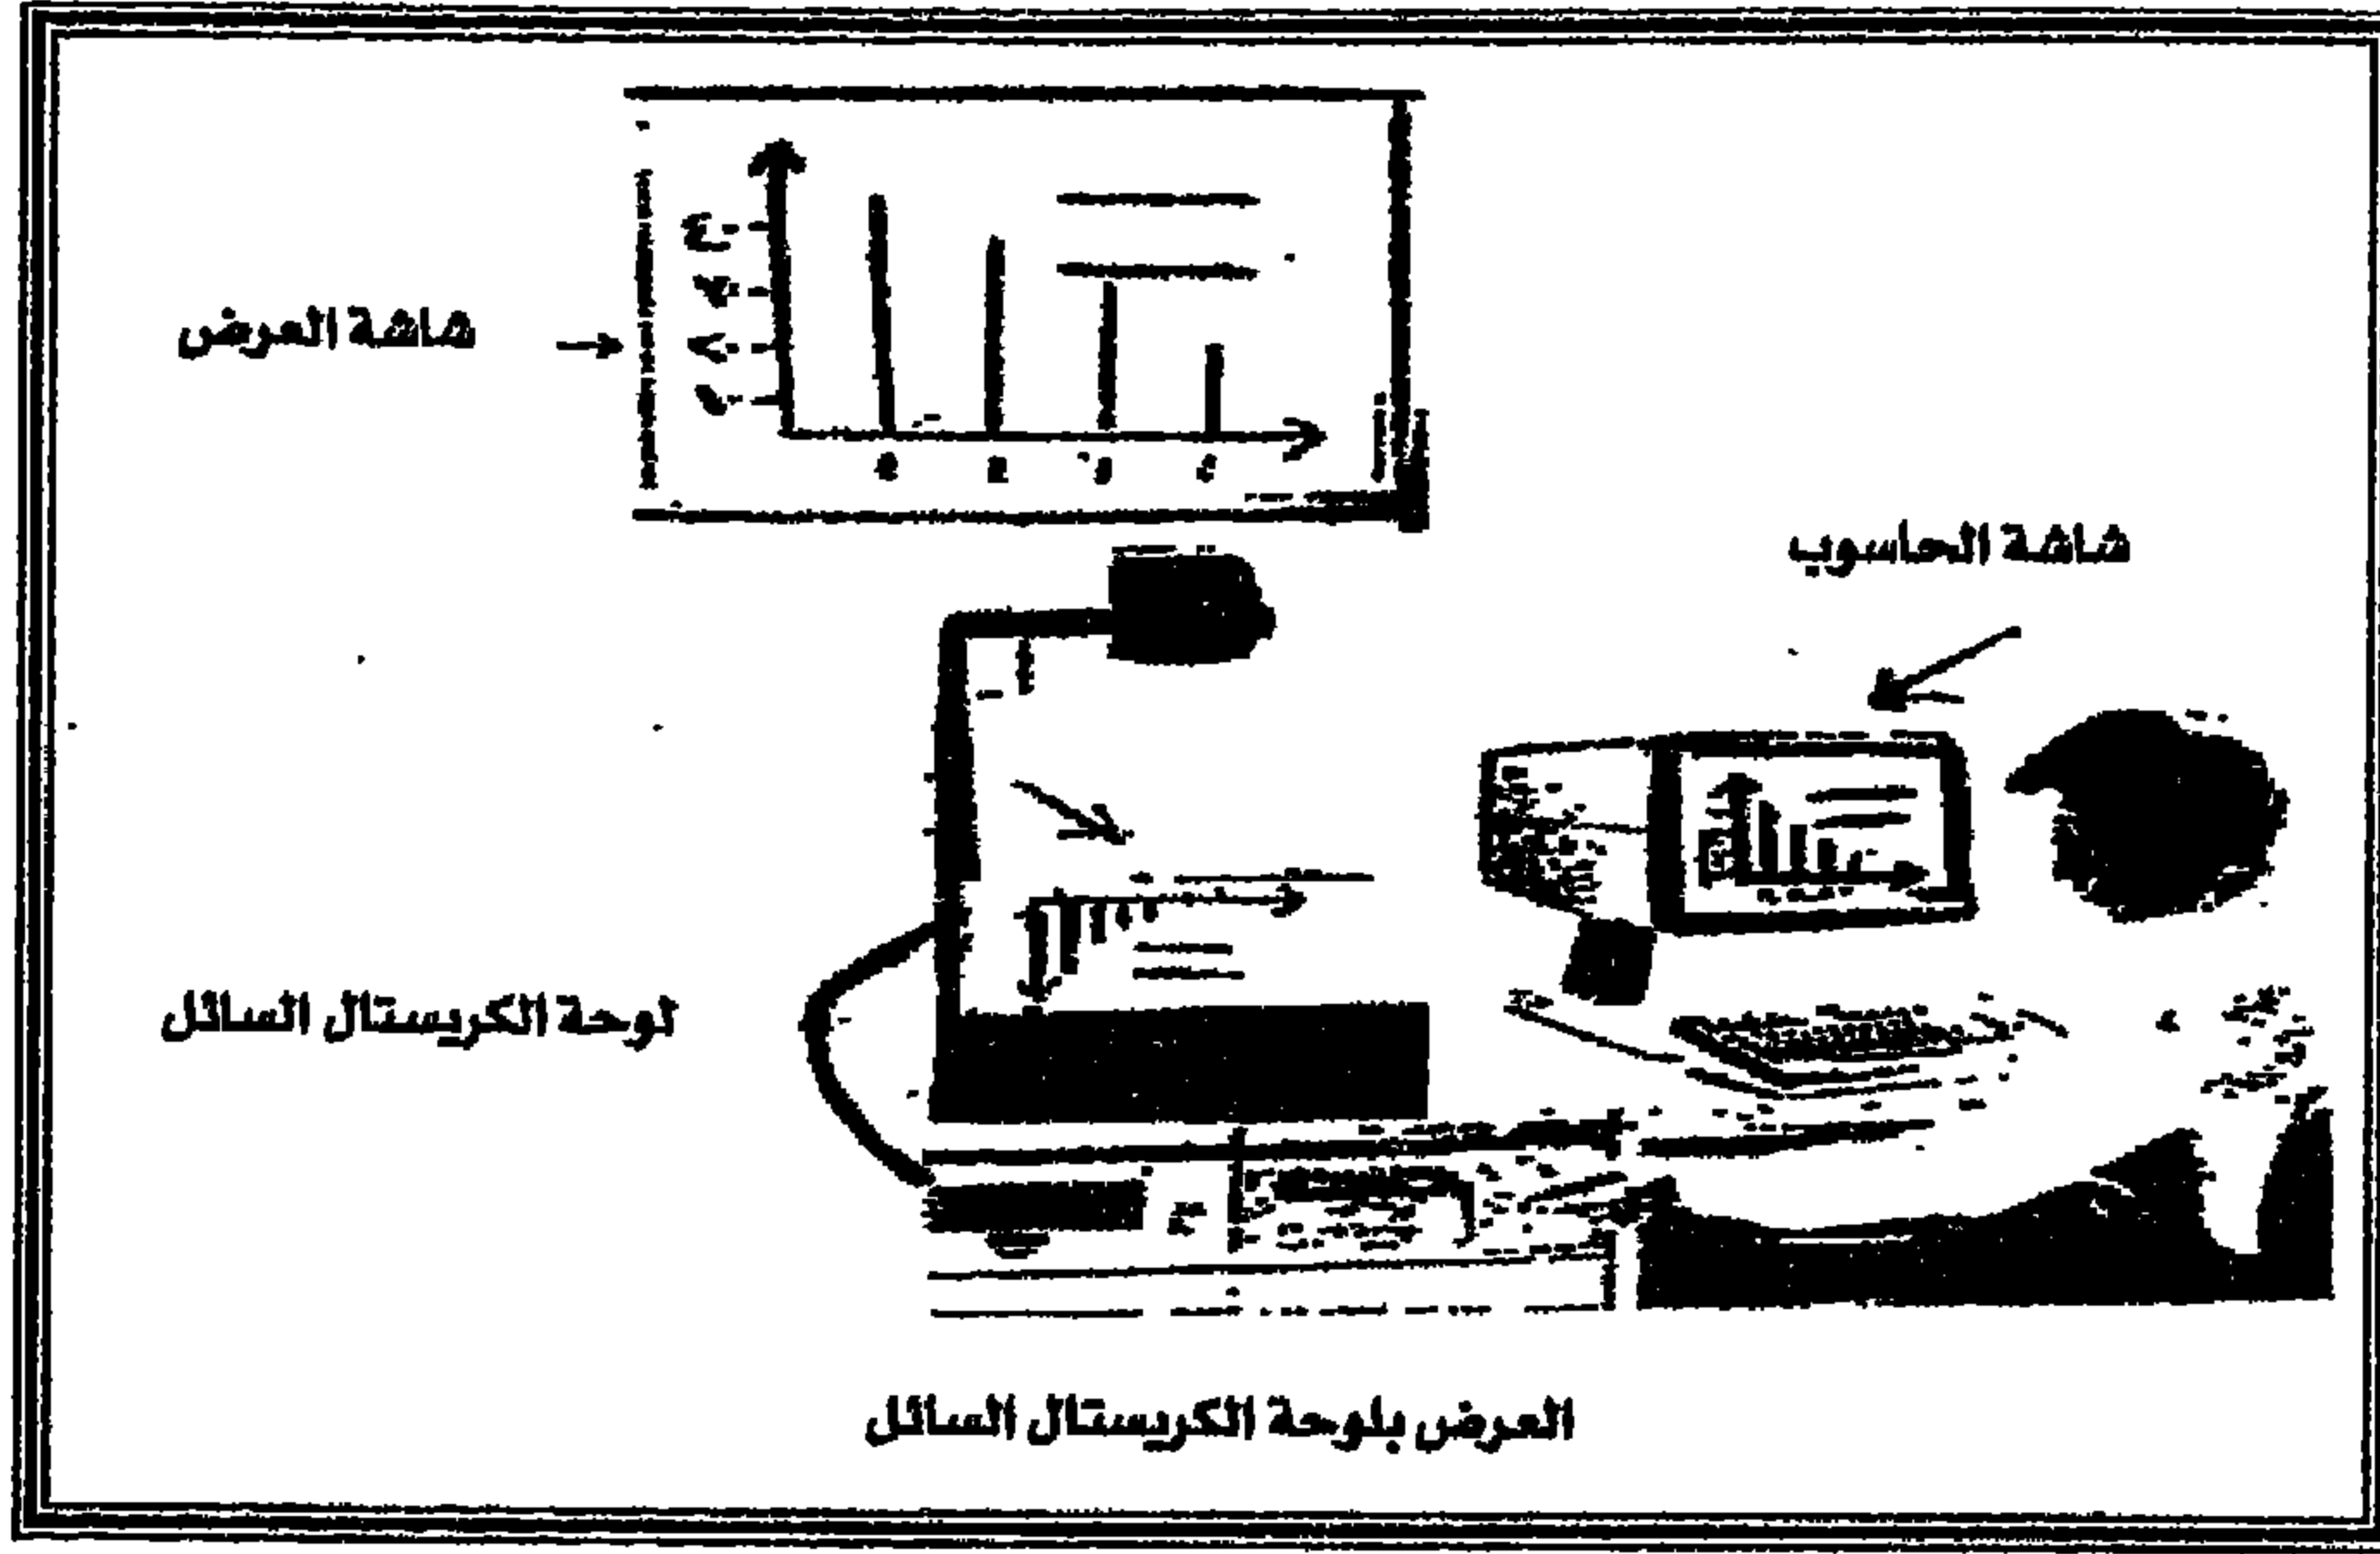 شاشة العرض
شاشة الحاسوب
لوحة الكريستال السائل
العرض بلوحة الكريستال السائل